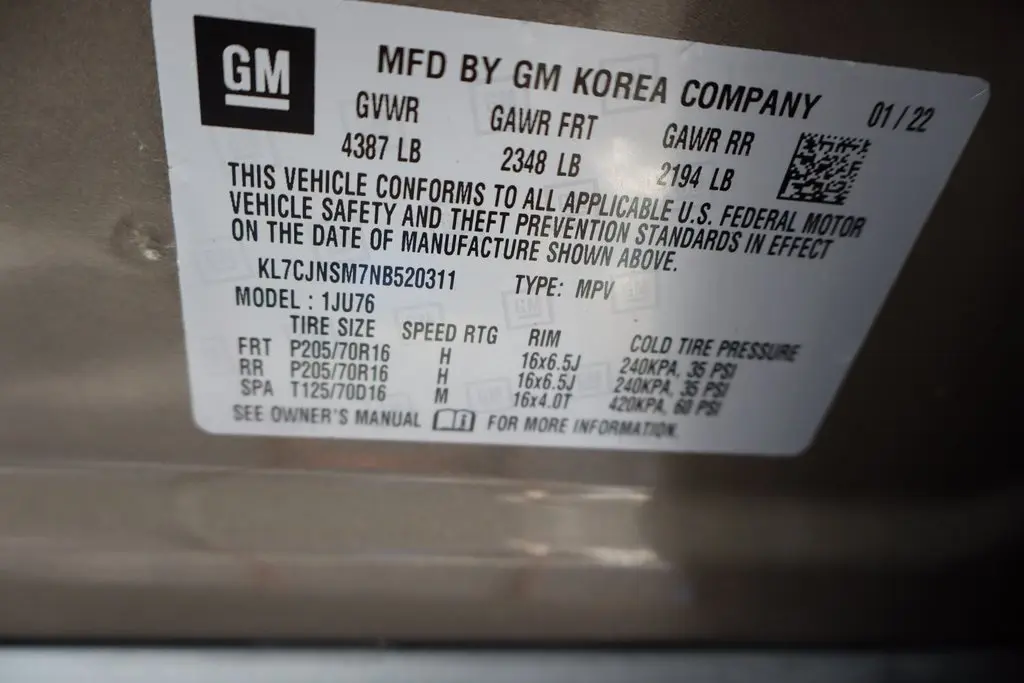 GM
MFD BY GM KOREA COMPANY
01 / 22
GVWR GAWR FRT GAWR RR
4387 LB 2348 LB 2194 LB
THIS VEHICLE CONFORMS TO ALL APPLICABLE U.S. FEDERAL MOTOR
VEHICLE SAFETY AND THEFT PREVENTION STANDARDS IN EFFECT
ON THE DATE OF MANUFACTURE SHOWN ABOVE.
KL7CJNSM7NB520311 TYPE: MPV
MODEL : 1JU76
TIRE SIZE SPEED RTG RIM COLD TIRE PRESSURE
FRT P205/70R16 H 16x6.5J 240KPA, 35 PSI
RR P205/70R16 H 16x6.5J 240KPA, 35 PSI
SPA T125/70D16 M 16x4.0T 420KPA, 60 PSI
SEE OWNER'S MANUAL FOR MORE INFORMATION.